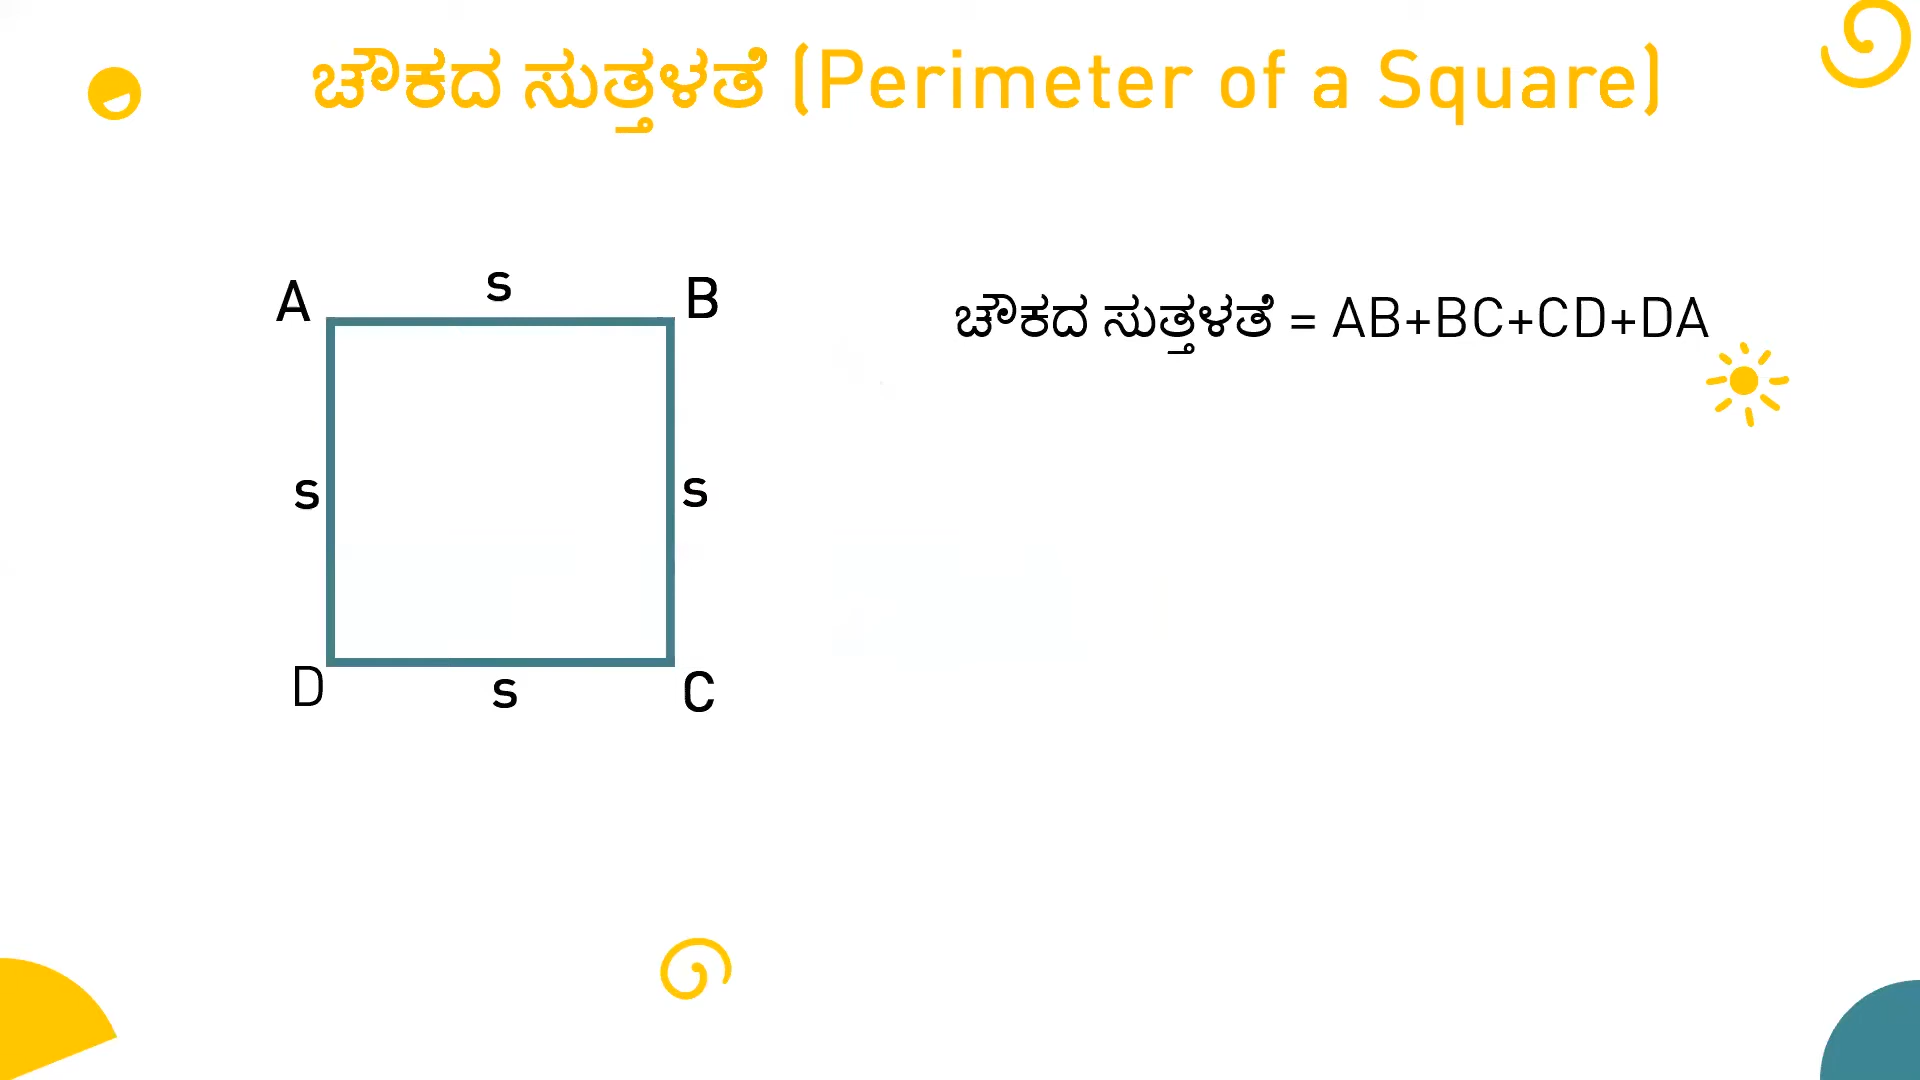 ಚೌಕದ ಸುತ್ತಳತೆ (Perimeter of a Square)
s
A
B
ಚೌಕದ ಸುತ್ತಳತೆ = AB+BC+CD+DA
s
s
D
s
C